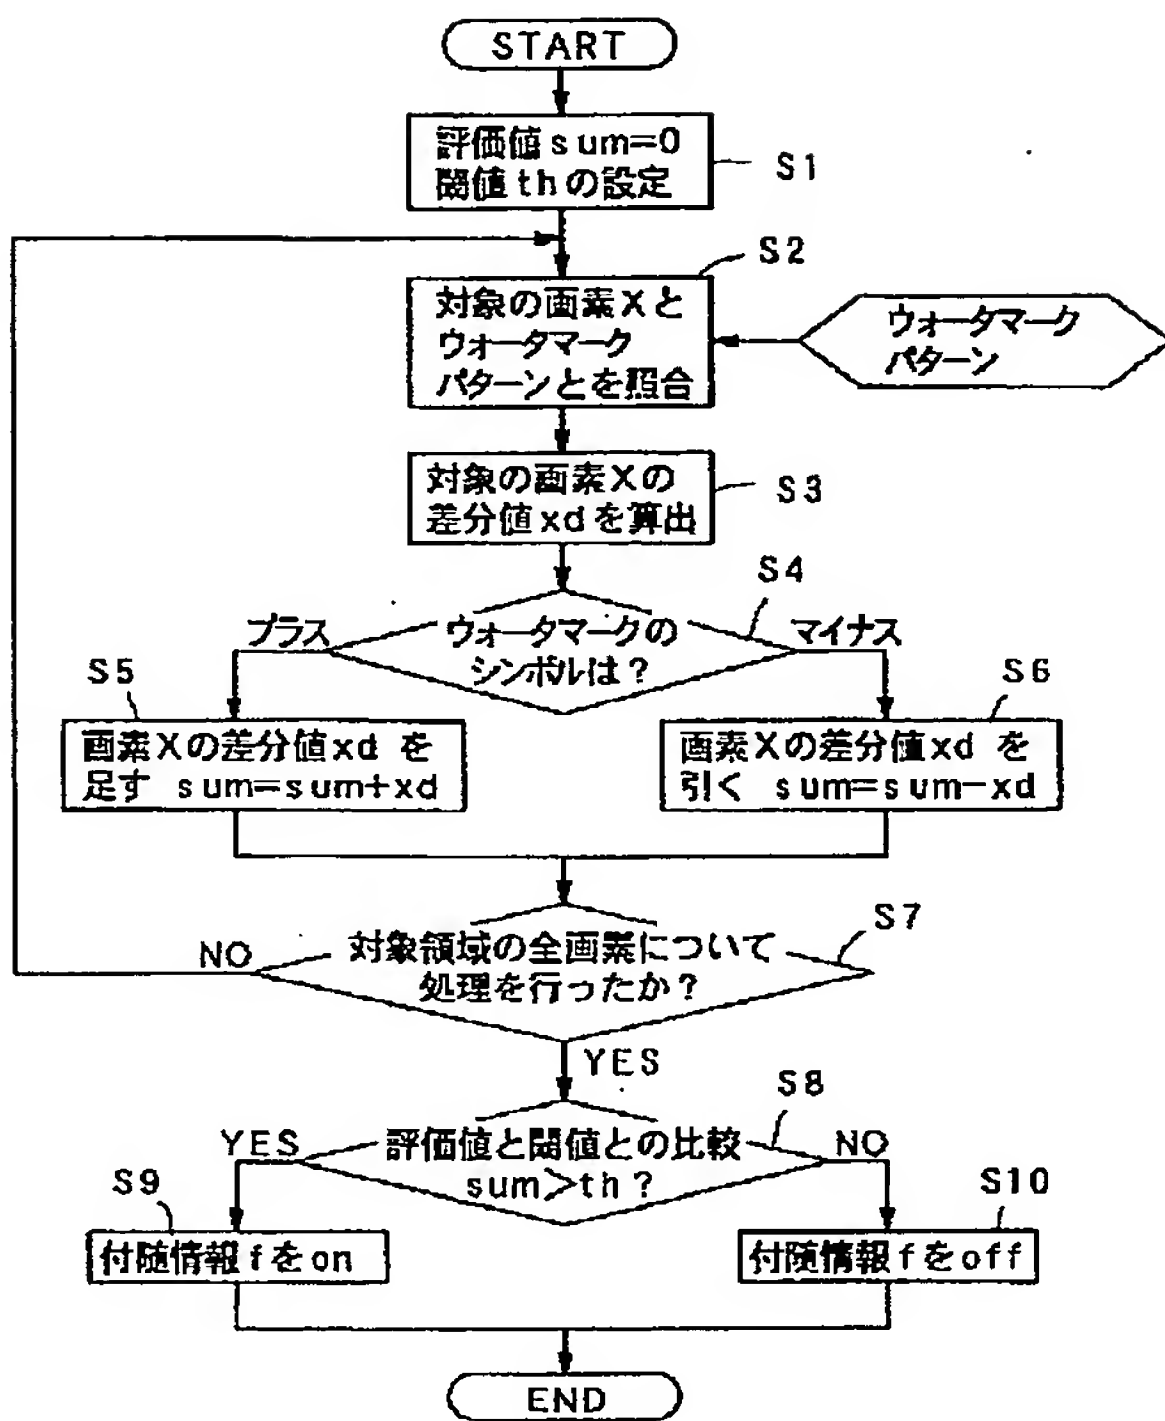 START
評価値sum=0
閾値thの設定
S1
S2
対象の画素Xと
ウォータマーク
パターンとを照合
ウォータマーク
パターン
対象の画素Xの
差分値xdを算出
S3
S4
プラス
ウォータマークの
シンボルは?
マイナス
S5
画素Xの差分値xd を
足す sum=sum+xd
S6
画素Xの差分値xd を
引く sum=sum-xd
S7
NO
対象領域の全画素について
処理を行ったか?
YES
S8
YES
評価値と閾値との比較
sum>th?
NO
S9
付随情報fをon
S10
付随情報fをoff
END